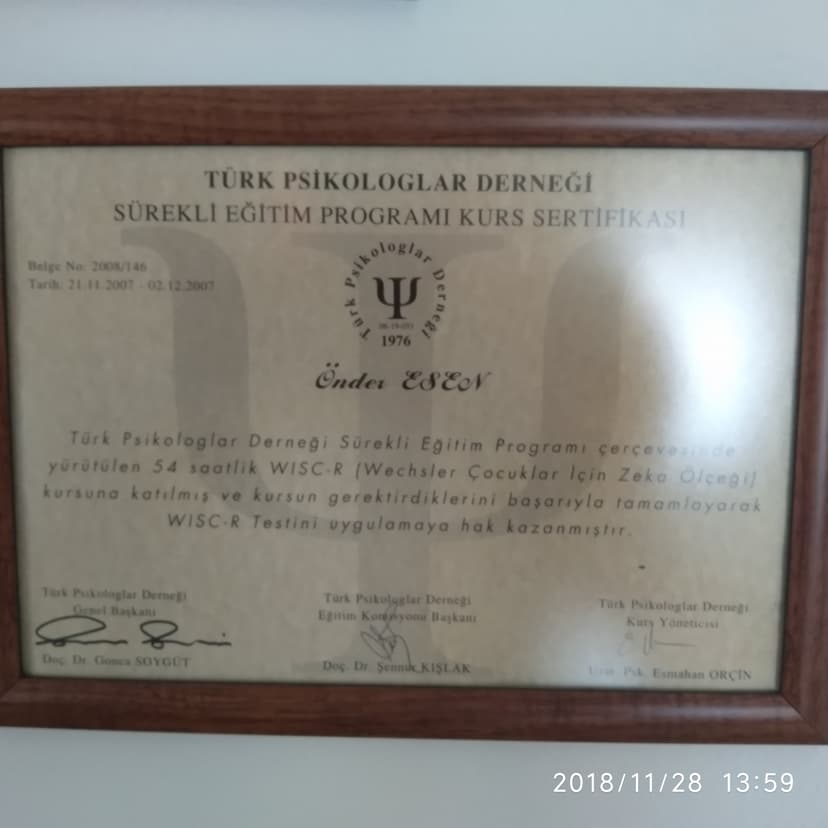 TÜRK PSİKOLOGLAR DERNEĞİ
SÜREKLİ EĞİTİM PROGRAMI KURS SERTİFİKASI
Belge No: 2008/146
Tarih: 21.11.2007 - 02.12.2007
Türk Psikologlar Derneği
1976
Önder ESEN
Türk Psikologlar Derneği Sürekli Eğitim Programı çerçevesinde
yürütülen 54 saatlik WISC-R (Wechsler Çocuklar İçin Zeka Ölçeği)
kursuna katılmış ve kursun gerektirdiklerini başarıyla tamamlayarak
WISC-R Testini uygulamaya hak kazanmıştır.
Türk Psikologlar Derneği
Genel Başkanı
Doç. Dr. Gonca SOYGÜT
Türk Psikologlar Derneği
Eğitim Komisyonu Başkanı
Doç. Dr. Şennur KIŞLAK
Türk Psikologlar Derneği
Kurs Yöneticisi
Uzm. Psk. Esmahan ORÇİN
2018/11/28 13:59